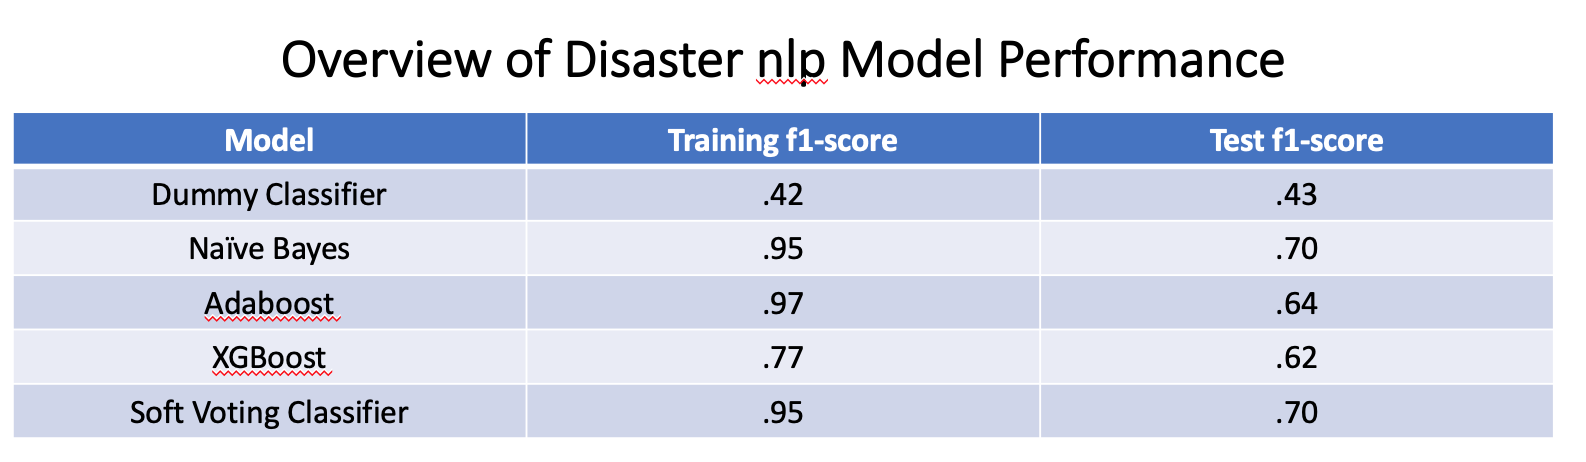 Overview of Disaster nlp Model Performance
Model Training f1-score Test f1-score
Dummy Classifier .42 .43
Naïve Bayes .95 .70
Adaboost .97 .64
XGBoost .77 .62
Soft Voting Classifier .95 .70